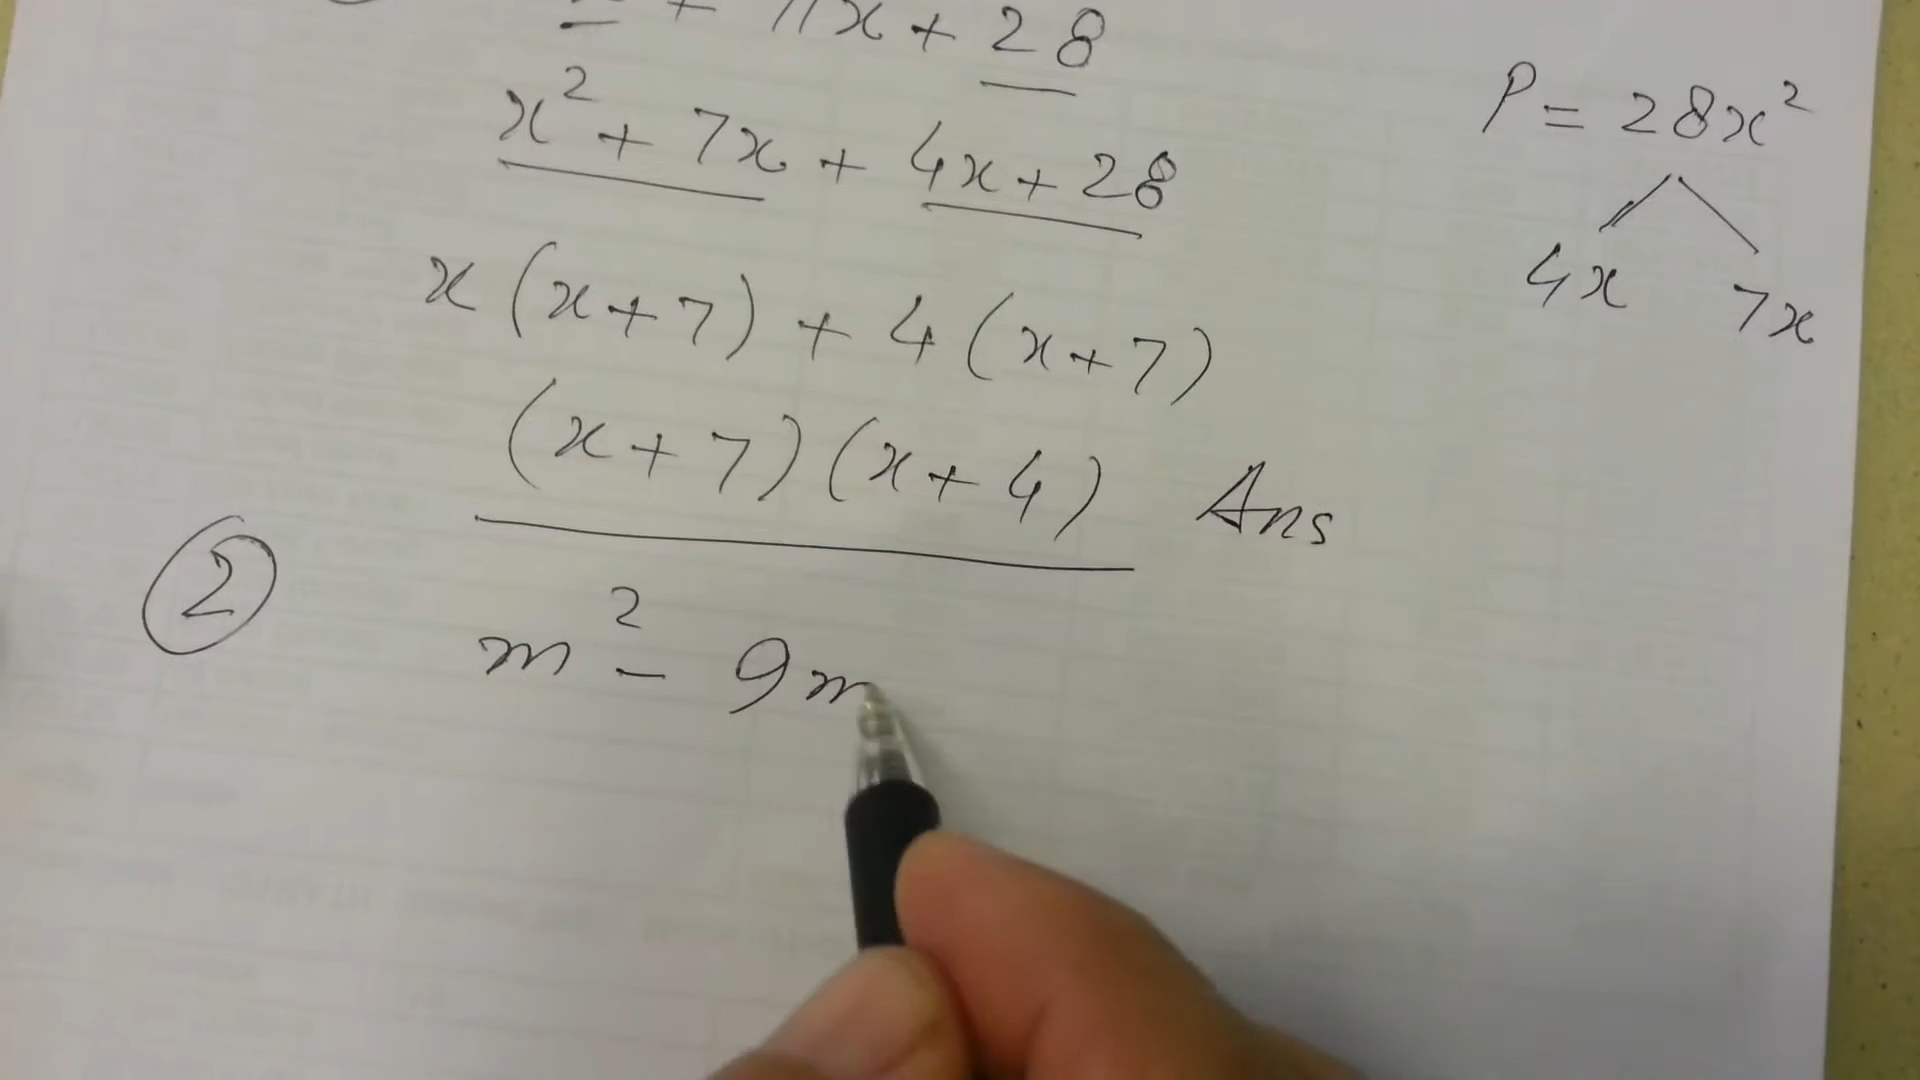 + 11x + 28
x² + 7x + 4x + 28
x (x + 7) + 4 (x + 7)
(x + 7) (x + 4) Ans
P = 28x²
4x 7x
② m² - 9m